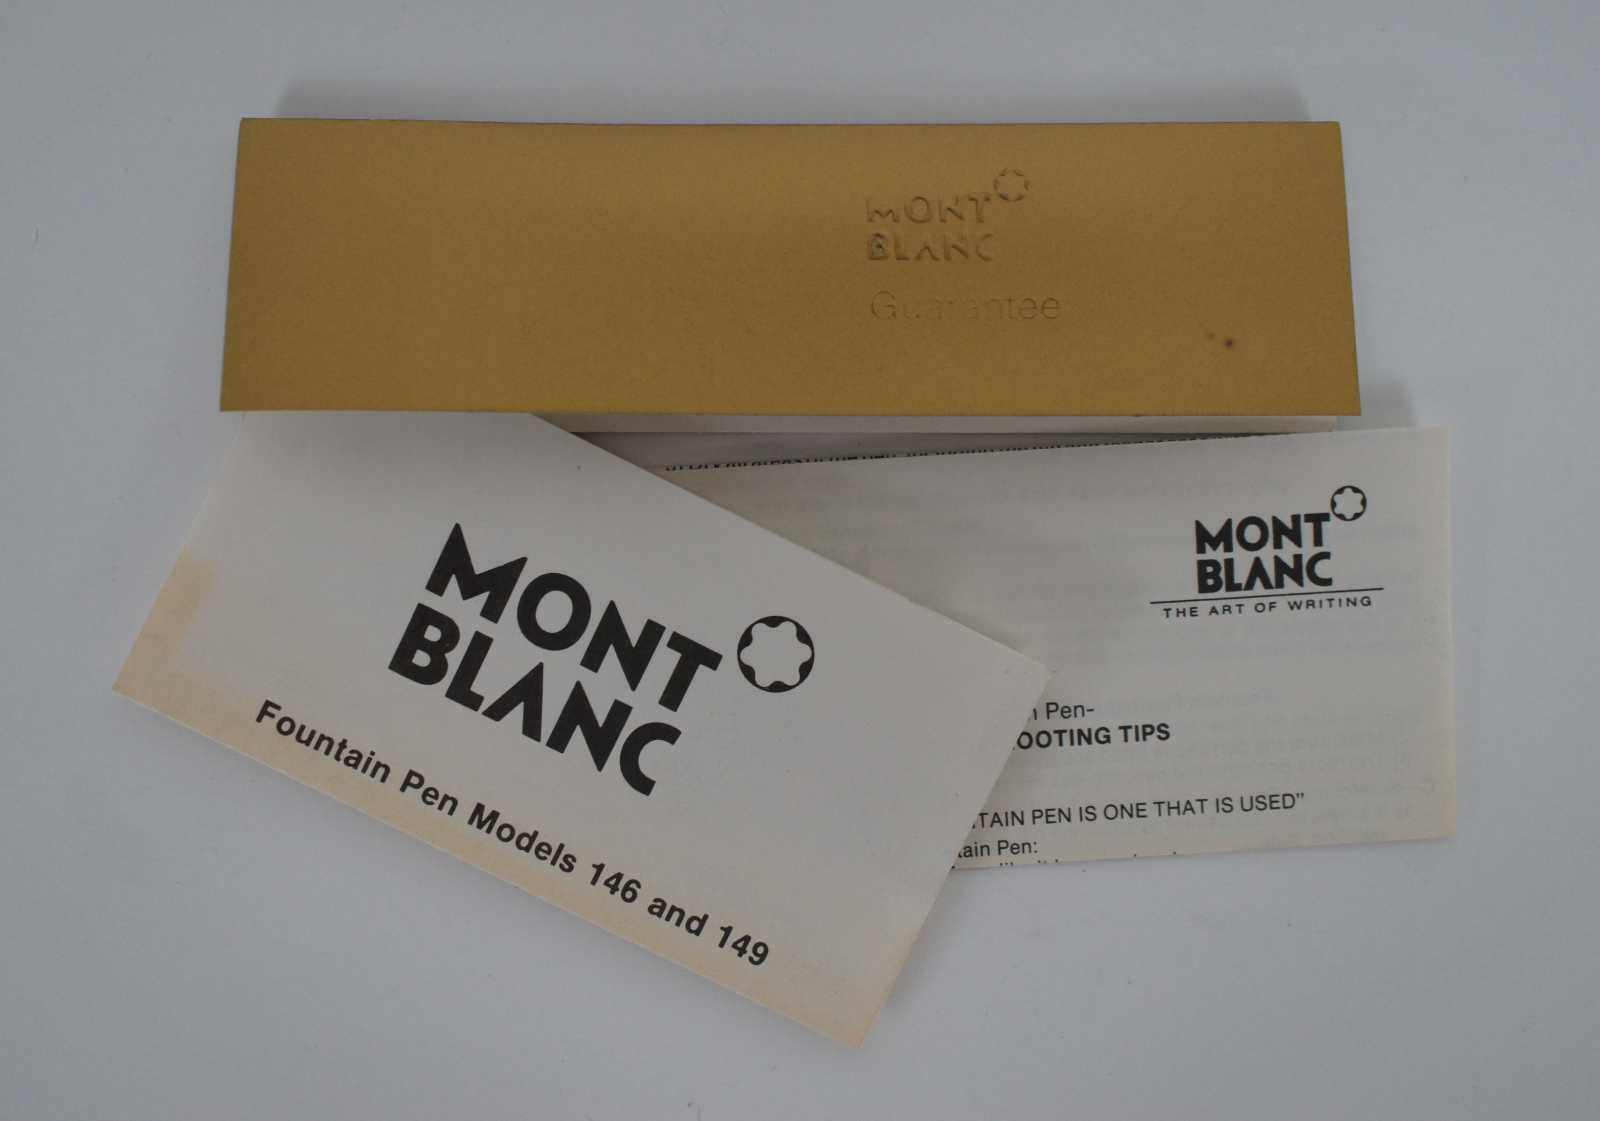 MONT
BLANC
Guarantee
MONT
BLANC
THE ART OF WRITING
MONT
BLANC
Fountain Pen Models 146 and 149
Pen-
OOTING TIPS
TAIN PEN IS ONE THAT IS USED"
tain Pen: